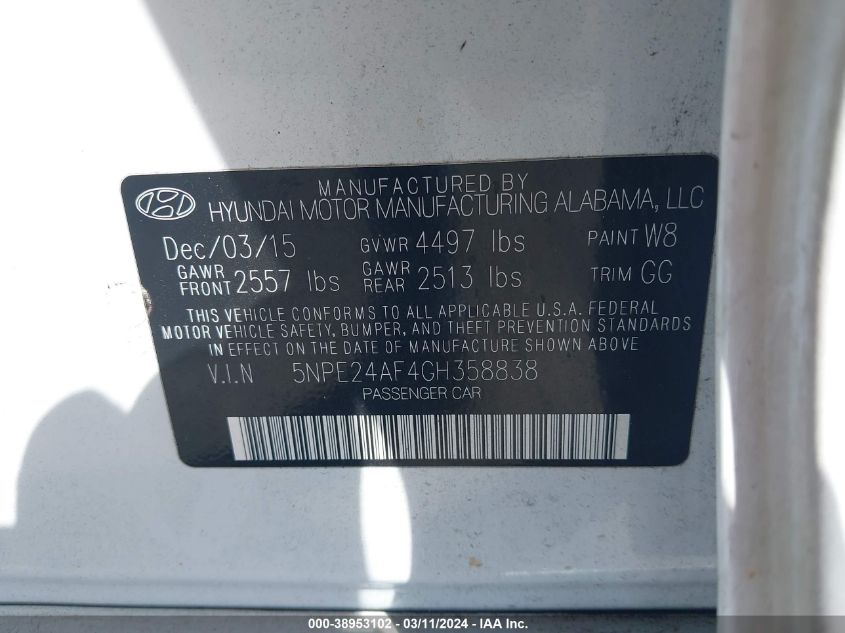 MANUFACTURED BY
HYUNDAI MOTOR MANUFACTURING ALABAMA, LLC
Dec/03/15 GVWR 4497 lbs PAINT W8
GAWR FRONT 2557 lbs GAWR REAR 2513 lbs TRIM GG
THIS VEHICLE CONFORMS TO ALL APPLICABLE U.S.A. FEDERAL
MOTOR VEHICLE SAFETY, BUMPER, AND THEFT PREVENTION STANDARDS
IN EFFECT ON THE DATE OF MANUFACTURE SHOWN ABOVE
V.I.N 5NPE24AF4GH358838
PASSENGER CAR
000-38953102 - 03/11/2024 - IAA Inc.